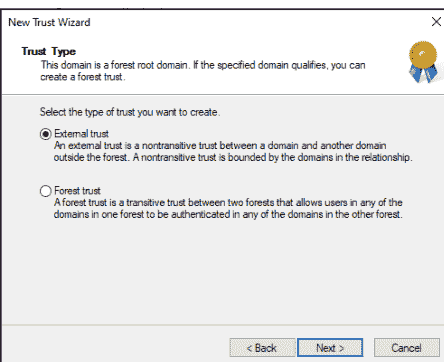 New Trust Wizard
Trust Type
This domain is a forest root domain. If the specified domain qualifies, you can
create a forest trust.
Select the type of trust you want to create.
External trust
An external trust is a nontransitive trust between a domain and another domain
outside the forest. A nontransitive trust is bounded by the domains in the relationship.
Forest trust
A forest trust is a transitive trust between two forests that allows users in any of the
domains in one forest to be authenticated in any of the domains in the other forest.
< Back Next > Cancel